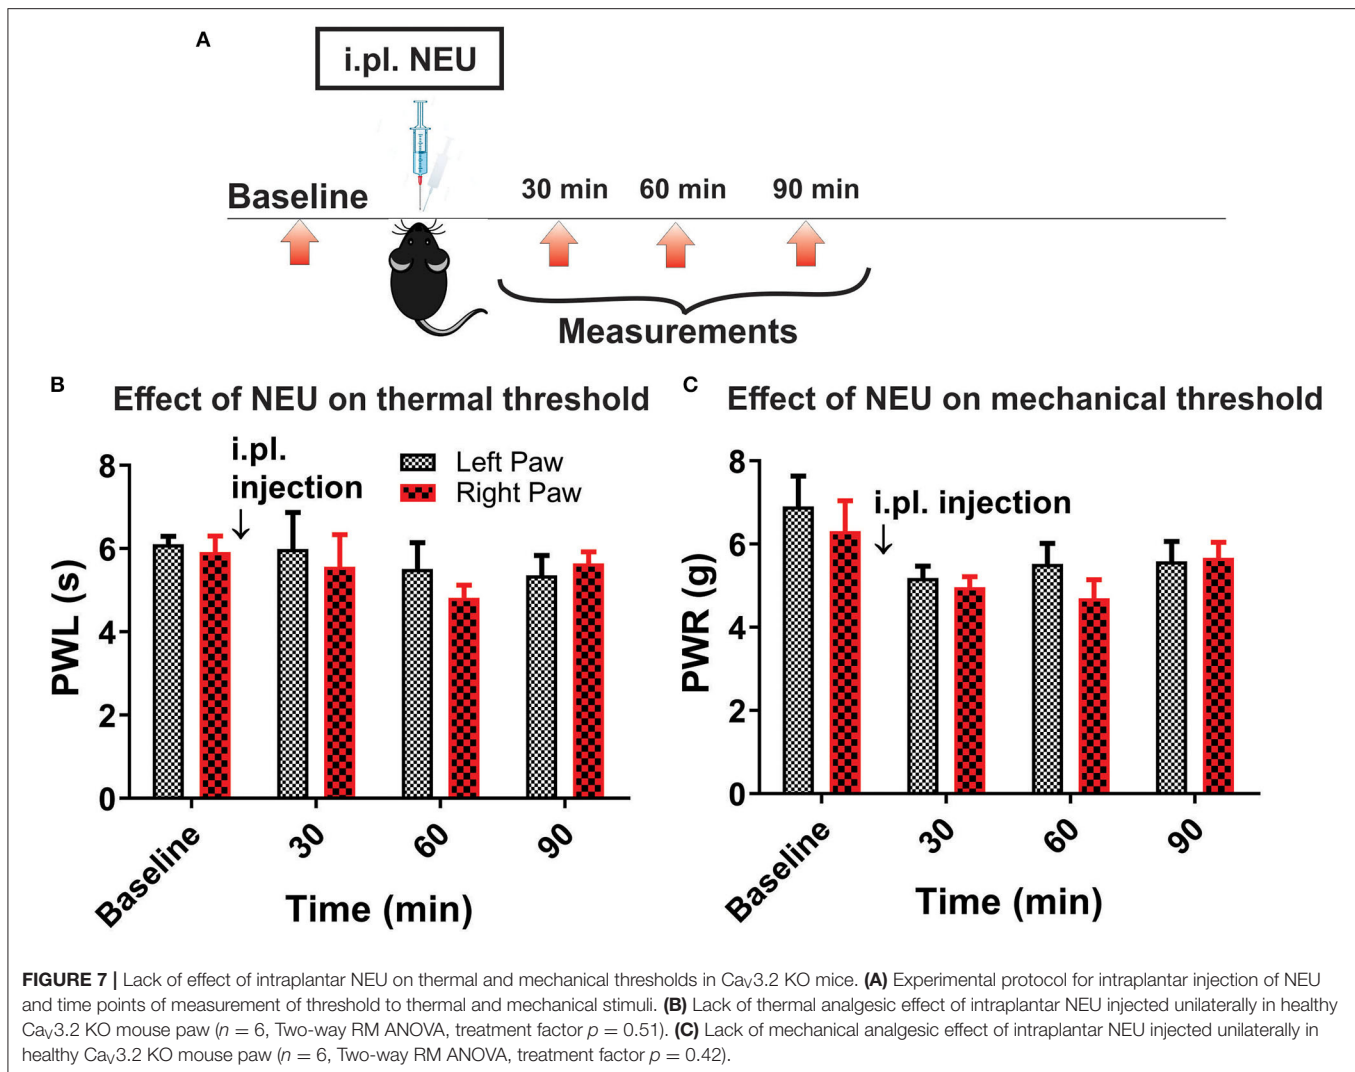 A
i.pl. NEU
Baseline
30 min
60 min
90 min
Measurements
B
Effect of NEU on thermal threshold
i.pl.
injection
↓
Left Paw
Right Paw
PWL (s)
8
6
4
2
0
Baseline
30
60
90
Time (min)
C
Effect of NEU on mechanical threshold
i.pl. injection
↓
PWR (g)
8
6
4
2
0
Baseline
30
60
90
Time (min)
FIGURE 7 | Lack of effect of intraplantar NEU on thermal and mechanical thresholds in CaV3.2 KO mice. (A) Experimental protocol for intraplantar injection of NEU
and time points of measurement of threshold to thermal and mechanical stimuli. (B) Lack of thermal analgesic effect of intraplantar NEU injected unilaterally in healthy
CaV3.2 KO mouse paw (n = 6, Two-way RM ANOVA, treatment factor p = 0.51). (C) Lack of mechanical analgesic effect of intraplantar NEU injected unilaterally in
healthy CaV3.2 KO mouse paw (n = 6, Two-way RM ANOVA, treatment factor p = 0.42).